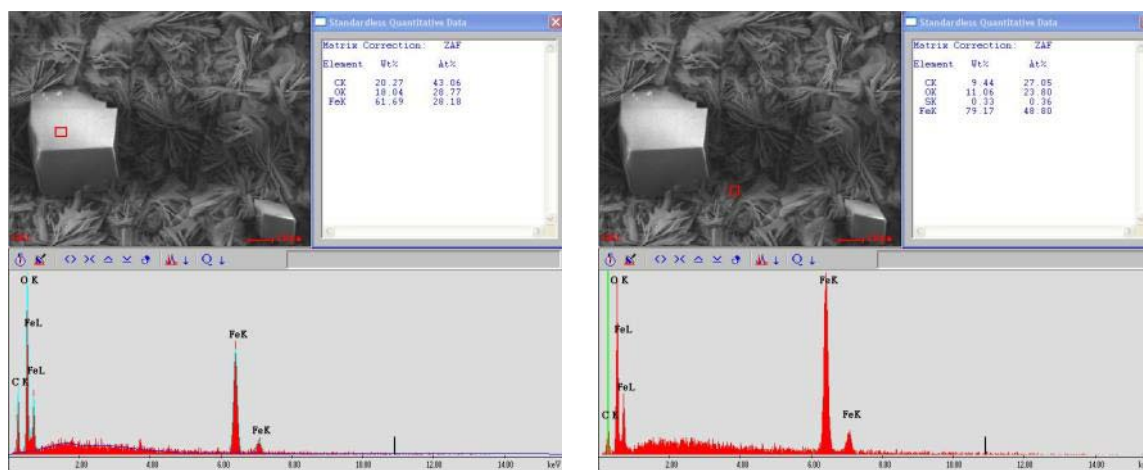 Standardless Quantitative Data
Matrix Correction: ZAF
Element Wt% At%
CK 20.27 43.06
OK 18.04 28.77
FeK 61.69 28.18
O K
FeL
FeK
FeL
C K
FeK
2.00 4.00 6.00 8.00 10.00 12.00 14.00 keV
Standardless Quantitative Data
Matrix Correction: ZAF
Element Wt% At%
CK 9.44 27.05
OK 11.06 23.80
SK 0.33 0.36
FeK 79.17 48.80
O K
FeK
FeL
FeL
C K
FeK
2.00 4.00 6.00 8.00 10.00 12.00 14.00